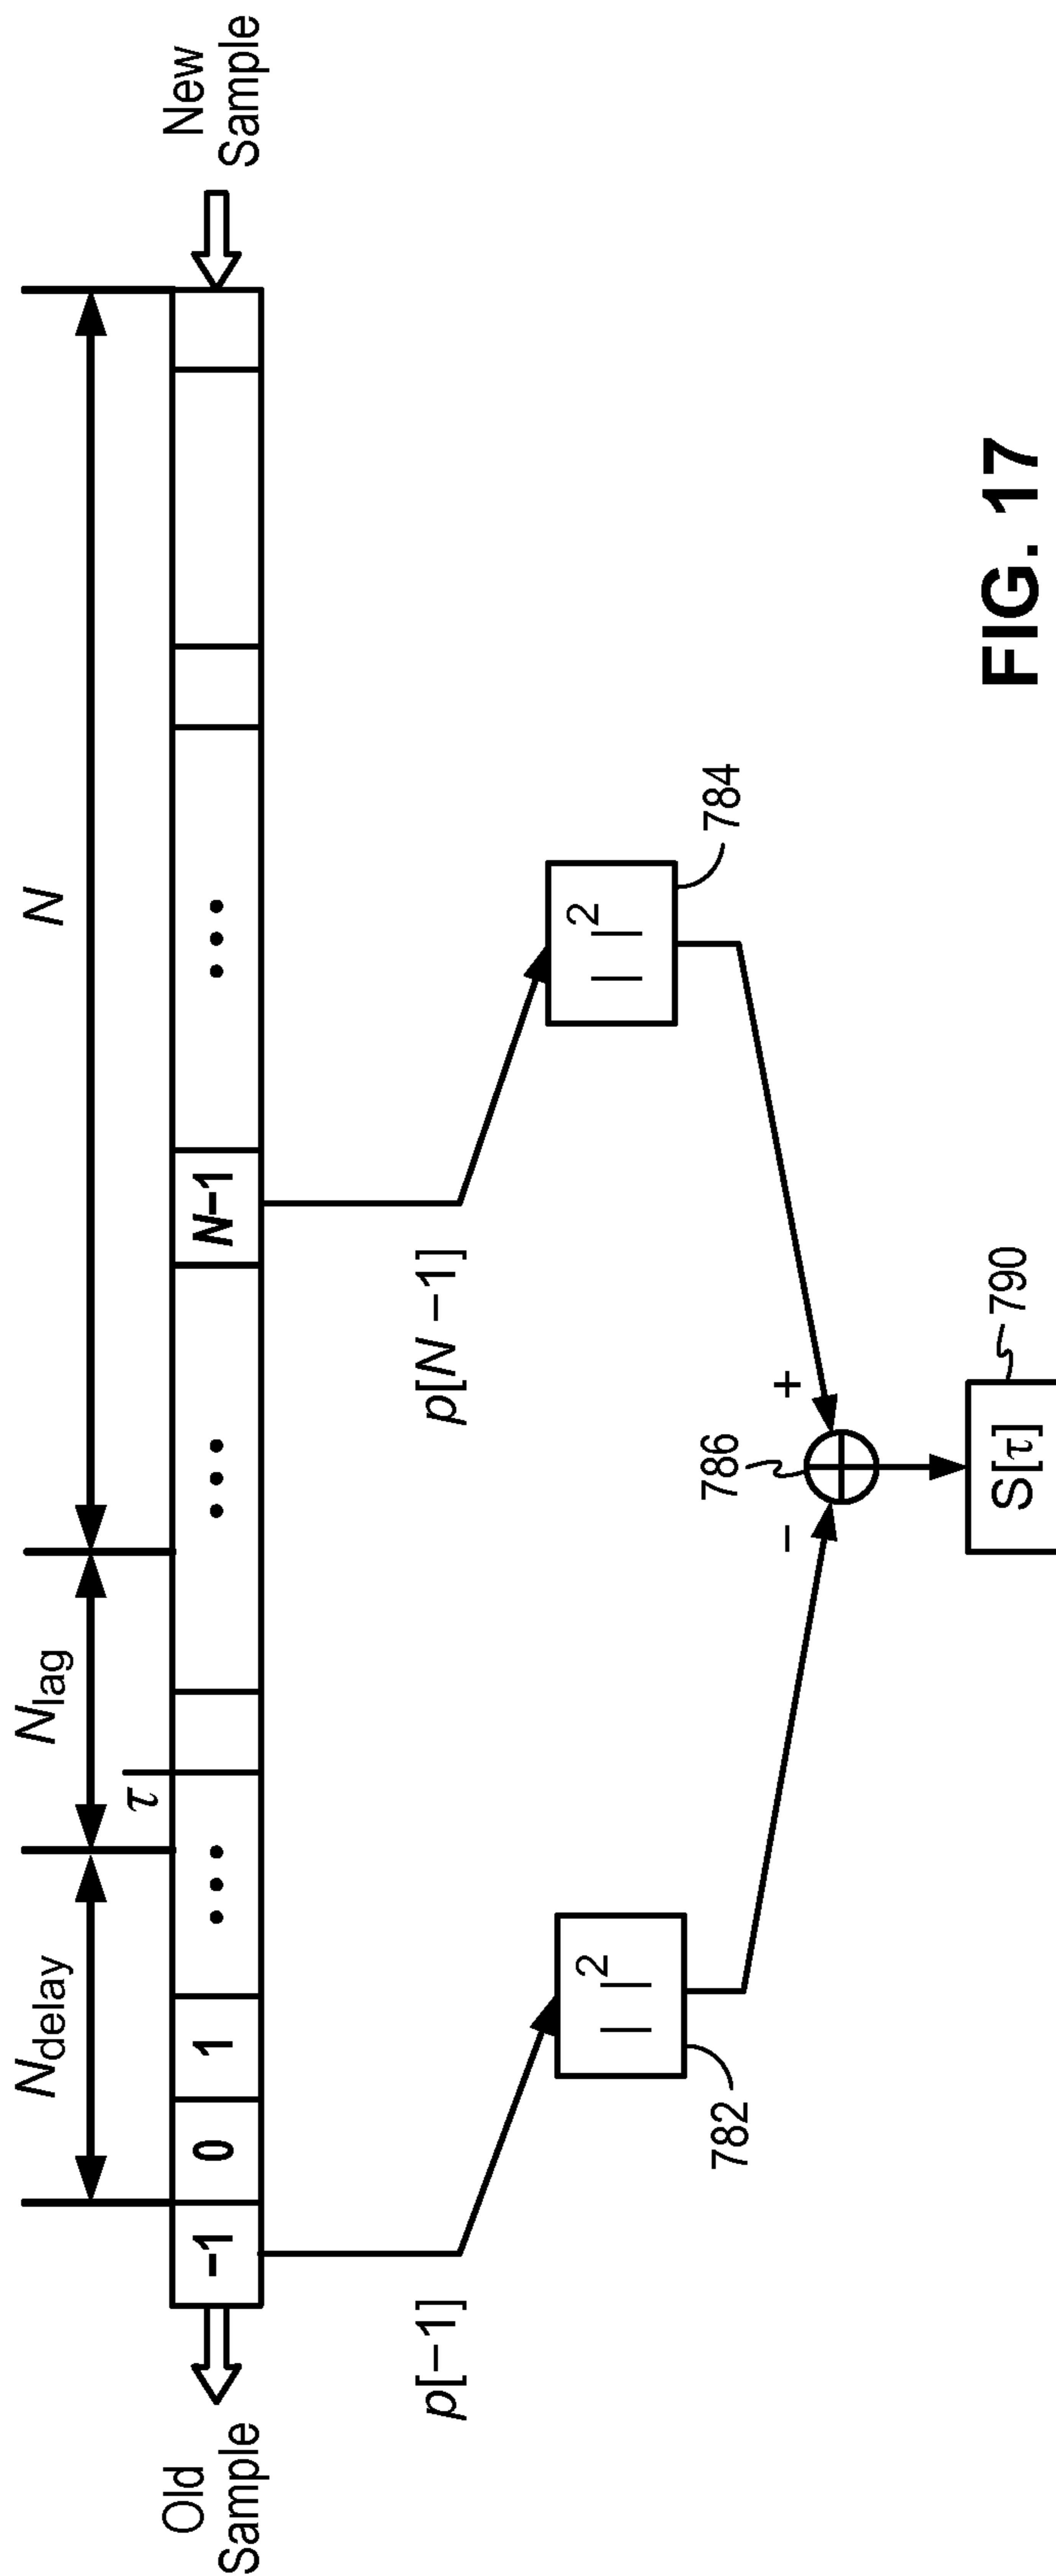 N_delay
N_lag
N
τ
Old
Sample
−1
0
1
•••
•••
N−1
•••
New
Sample
p[−1]
p[N −1]
| |²
782
| |²
784
−
+
786
S[τ]
790
FIG. 17